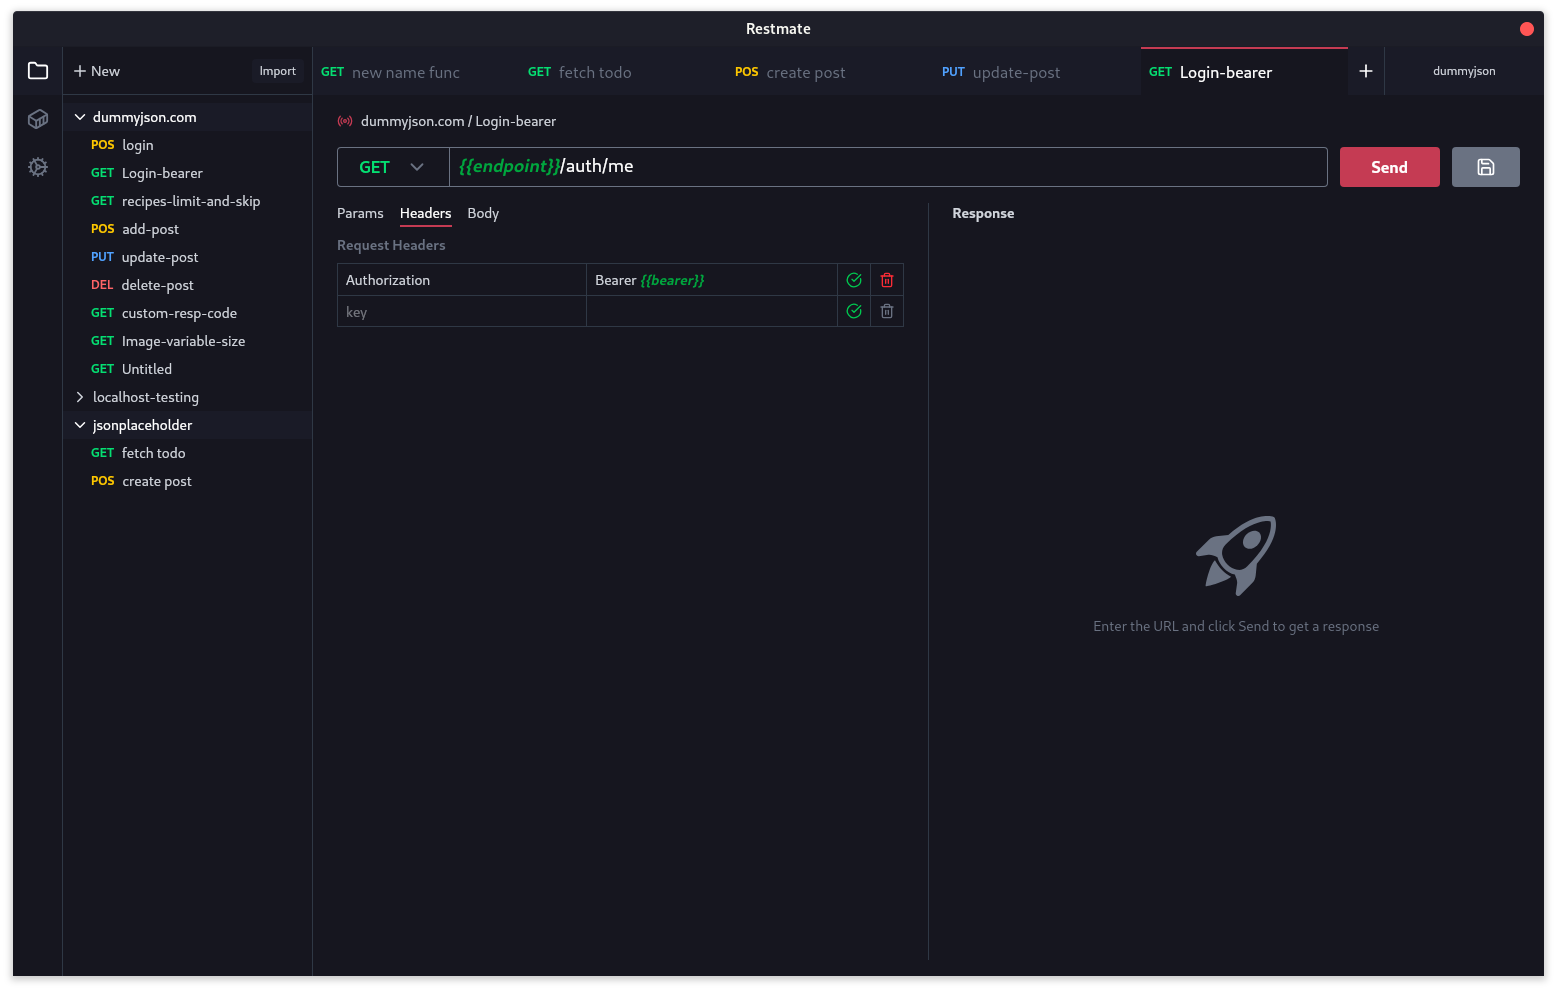 Restmate
New Import
GET new name func GET fetch todo POS create post PUT update-post GET Login-bearer dummyjson
dummyjson.com
POS login
GET Login-bearer
GET recipes-limit-and-skip
POS add-post
PUT update-post
DEL delete-post
GET custom-resp-code
GET Image-variable-size
GET Untitled
localhost-testing
jsonplaceholder
GET fetch todo
POS create post
dummyjson.com / Login-bearer
GET {{endpoint}}/auth/me Send
Params Headers Body
Request Headers
Authorization Bearer {{bearer}}
key
Response
Enter the URL and click Send to get a response